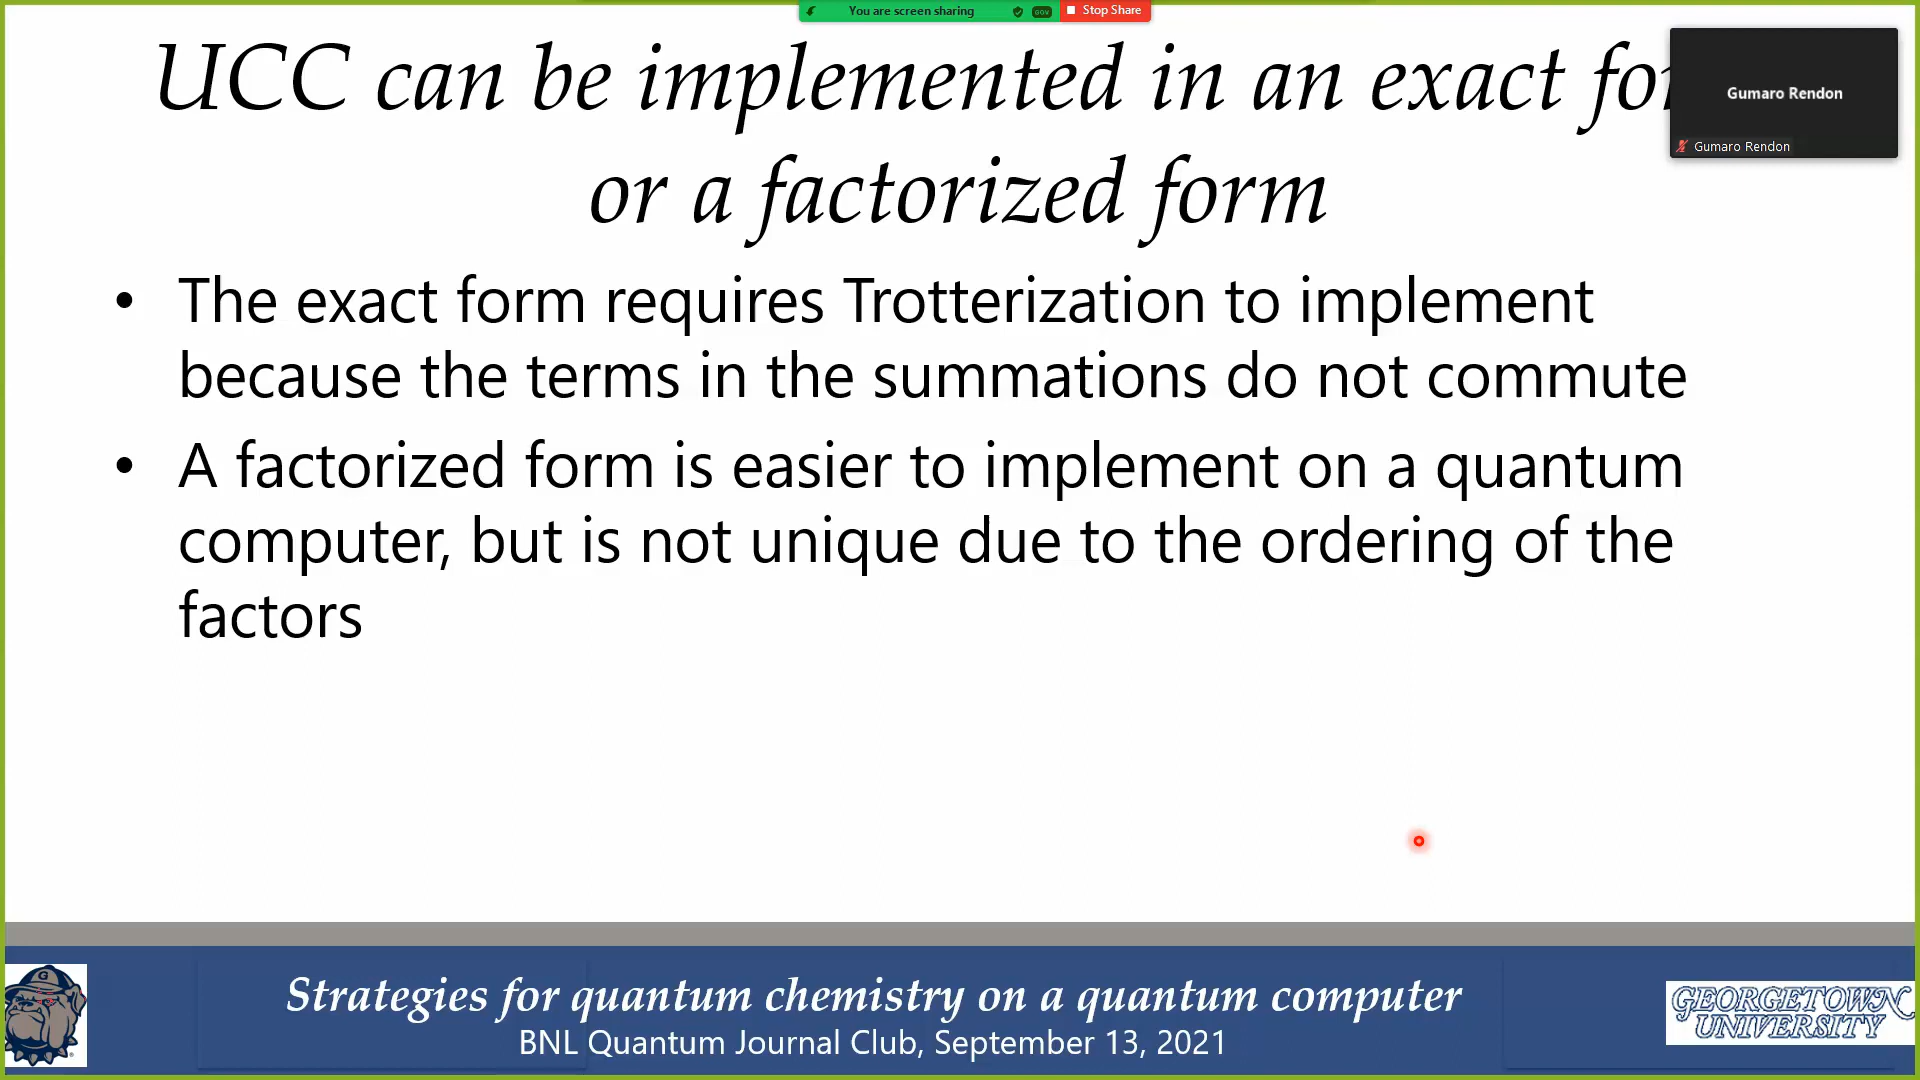 You are screen sharing
GOV
Stop Share
UCC can be implemented in an exact for
or a factorized form
Gumaro Rendon
Gumaro Rendon
• The exact form requires Trotterization to implement
because the terms in the summations do not commute
• A factorized form is easier to implement on a quantum
computer, but is not unique due to the ordering of the
factors
G
Strategies for quantum chemistry on a quantum computer
BNL Quantum Journal Club, September 13, 2021
GEORGETOWN
UNIVERSITY